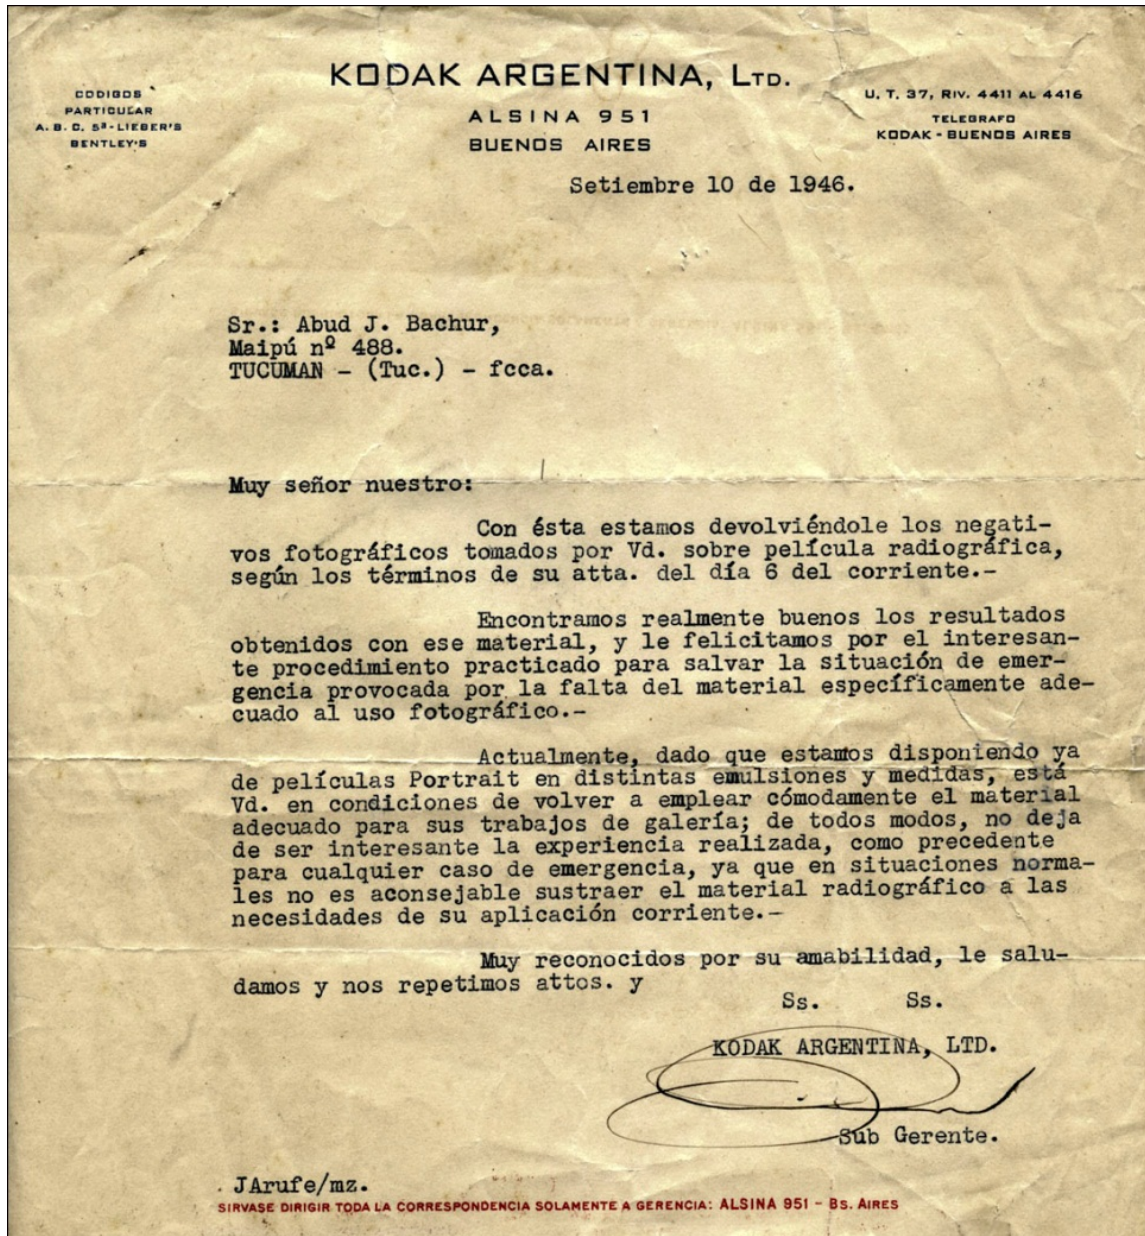 KODAK ARGENTINA, LTD.
CODIGOS
PARTICULAR
A. B. C. 5ª - LIEBER'S
BENTLEY'S
ALSINA 951
BUENOS AIRES
U. T. 37, RIV. 4411 AL 4416
TELEGRAFO
KODAK - BUENOS AIRES
Setiembre 10 de 1946.
Sr.: Abud J. Bachur,
Maipú nº 488.
TUCUMAN - (Tuc.) - fcca.
Muy señor nuestro:
Con ésta estamos devolviéndole los negati-
vos fotográficos tomados por Vd. sobre película radiográfica,
según los términos de su atta. del día 6 del corriente.-
Encontramos realmente buenos los resultados
obtenidos con ese material, y le felicitamos por el interesan-
te procedimiento practicado para salvar la situación de emer-
gencia provocada por la falta del material específicamente ade-
cuado al uso fotográfico.-
Actualmente, dado que estamos disponiendo ya
de películas Portrait en distintas emulsiones y medidas, está
Vd. en condiciones de volver a emplear cómodamente el material
adecuado para sus trabajos de galería; de todos modos, no deja
de ser interesante la experiencia realizada, como precedente
para cualquier caso de emergencia, ya que en situaciones norma-
les no es aconsejable sustraer el material radiográfico a las
necesidades de su aplicación corriente.-
Muy reconocidos por su amabilidad, le salu-
damos y nos repetimos attos. y
Ss. Ss.
KODAK ARGENTINA, LTD.
Sub Gerente.
JArufe/mz.
SIRVASE DIRIGIR TODA LA CORRESPONDENCIA SOLAMENTE A GERENCIA: ALSINA 951 - BS. AIRES